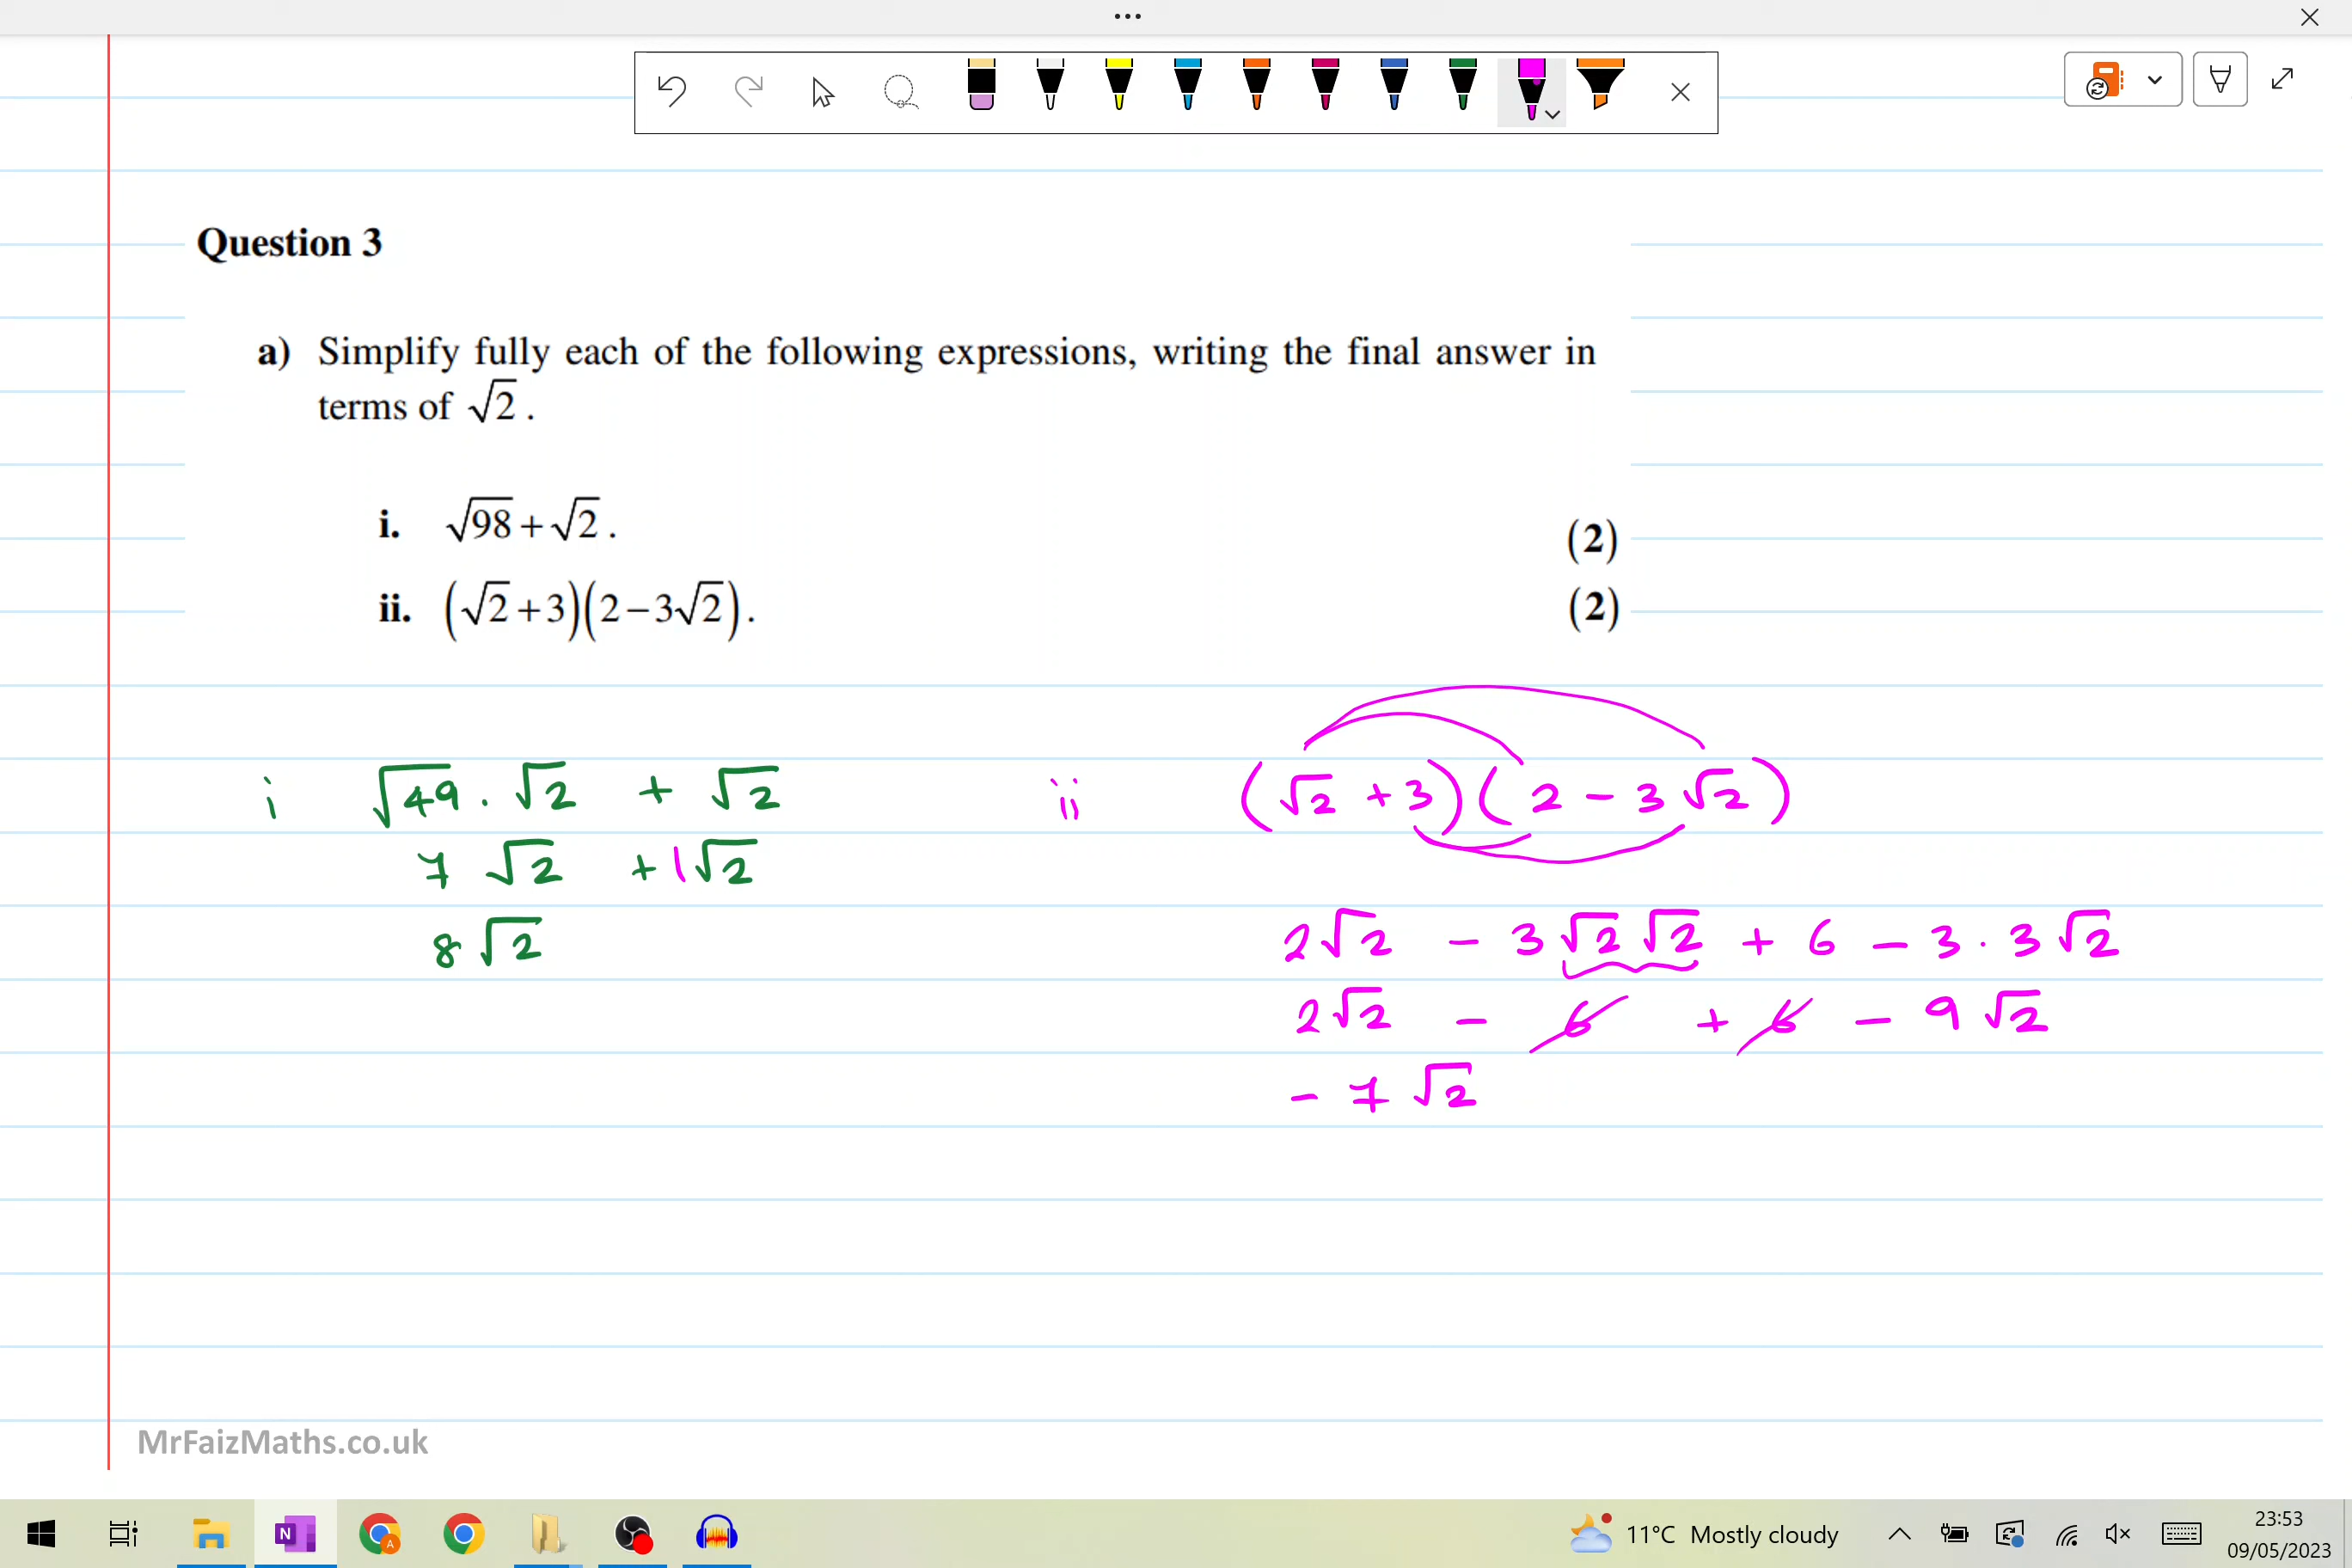 Question 3
a) Simplify fully each of the following expressions, writing the final answer in
terms of √2 .
i. √98 + √2 .
(2)
ii. (√2 + 3)(2 − 3√2).
(2)
i √49 . √2 + √2
7 √2 + 1√2
8 √2
ii (√2 + 3)(2 − 3 √2)
2√2 − 3 √2 √2 + 6 − 3 . 3 √2
2√2 − 6 + 6 − 9 √2
− 7 √2
MrFaizMaths.co.uk
11°C Mostly cloudy
23:53
09/05/2023